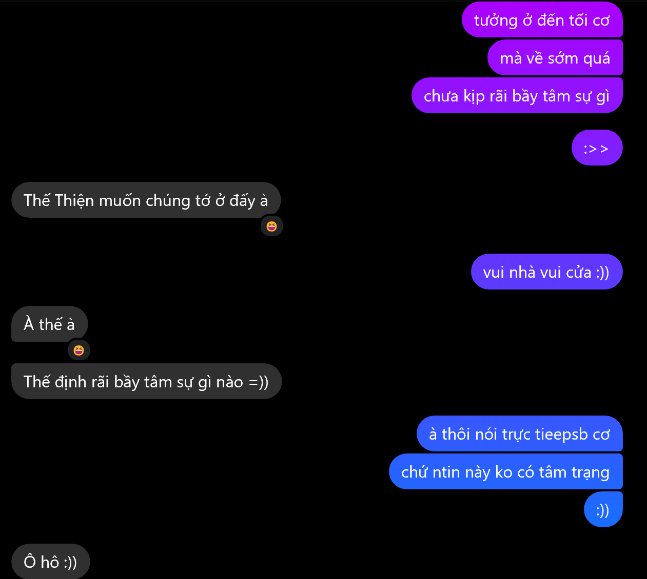 tưởng ở đến tối cơ
mà về sớm quá
chưa kịp rãi bầy tâm sự gì
:>>
Thế Thiện muốn chúng tớ ở đấy à
vui nhà vui cửa :))
À thế à
Thế định rãi bầy tâm sự gì nào =))
à thôi nói trực tieepsb cơ
chứ ntin này ko có tâm trạng
:))
Ô hô :))